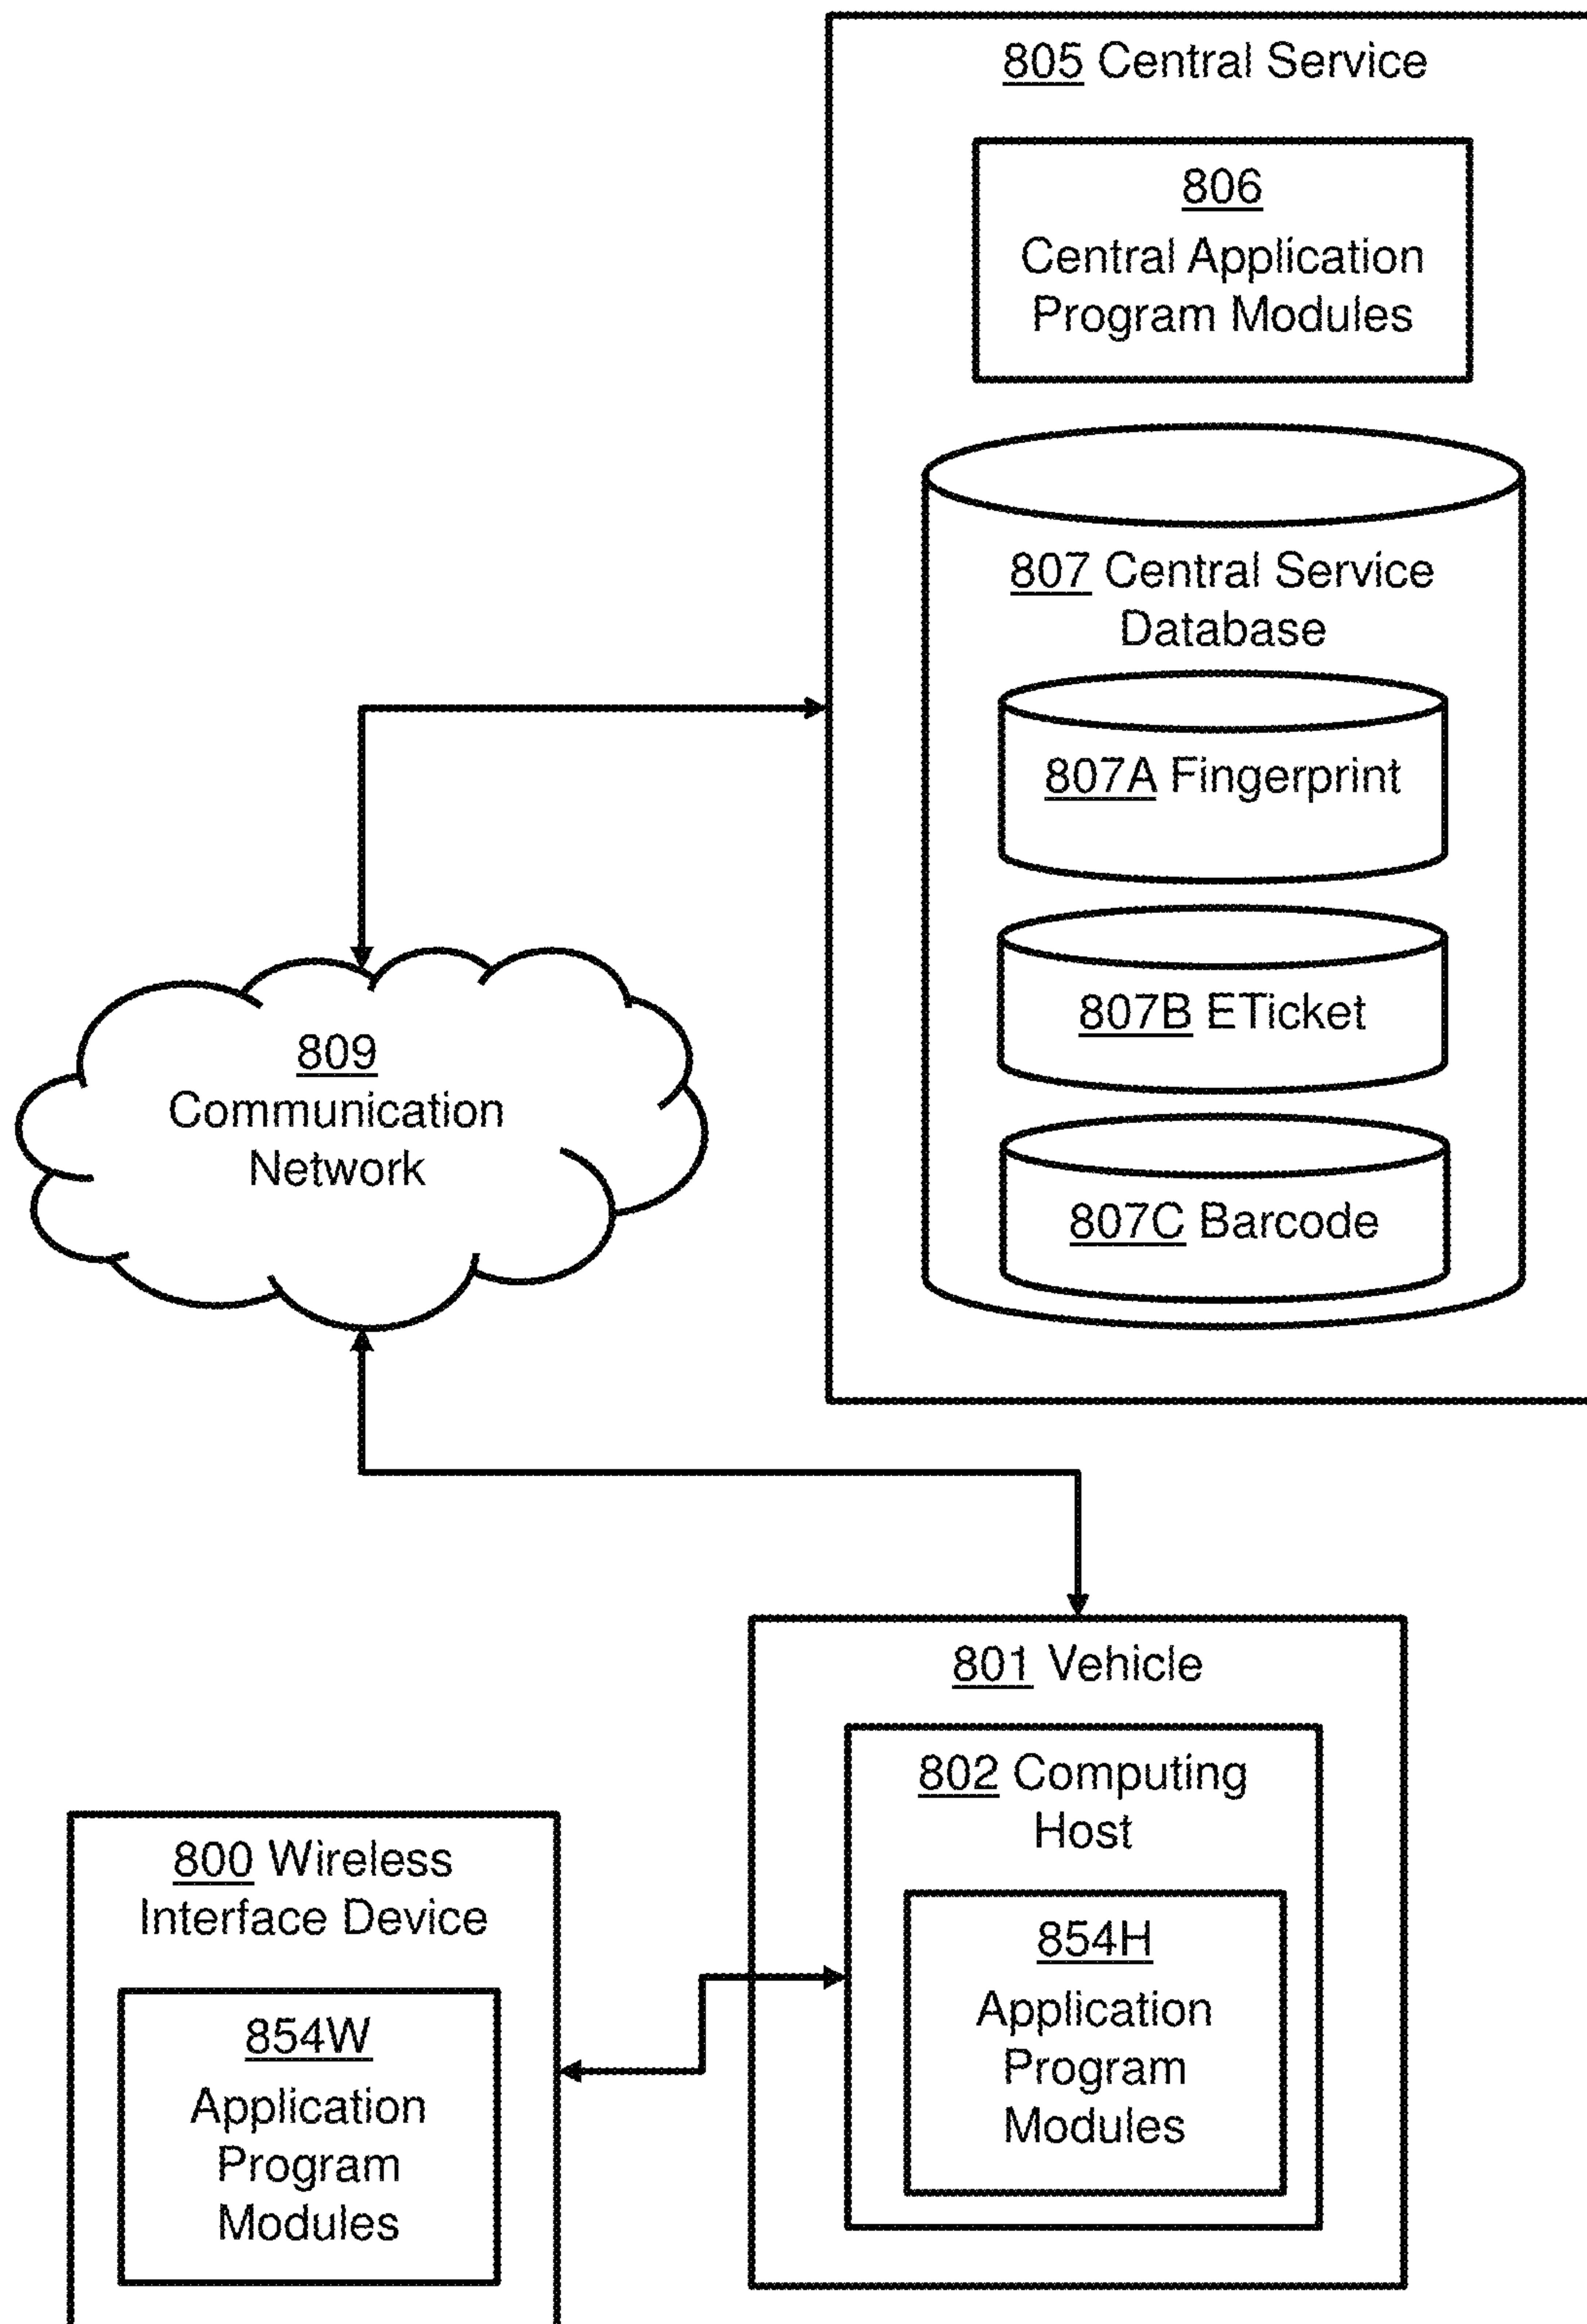 805 Central Service
806
Central Application
Program Modules
807 Central Service
Database
807A Fingerprint
807B ETicket
807C Barcode
809
Communication
Network
801 Vehicle
802 Computing
Host
854H
Application
Program
Modules
800 Wireless
Interface Device
854W
Application
Program
Modules